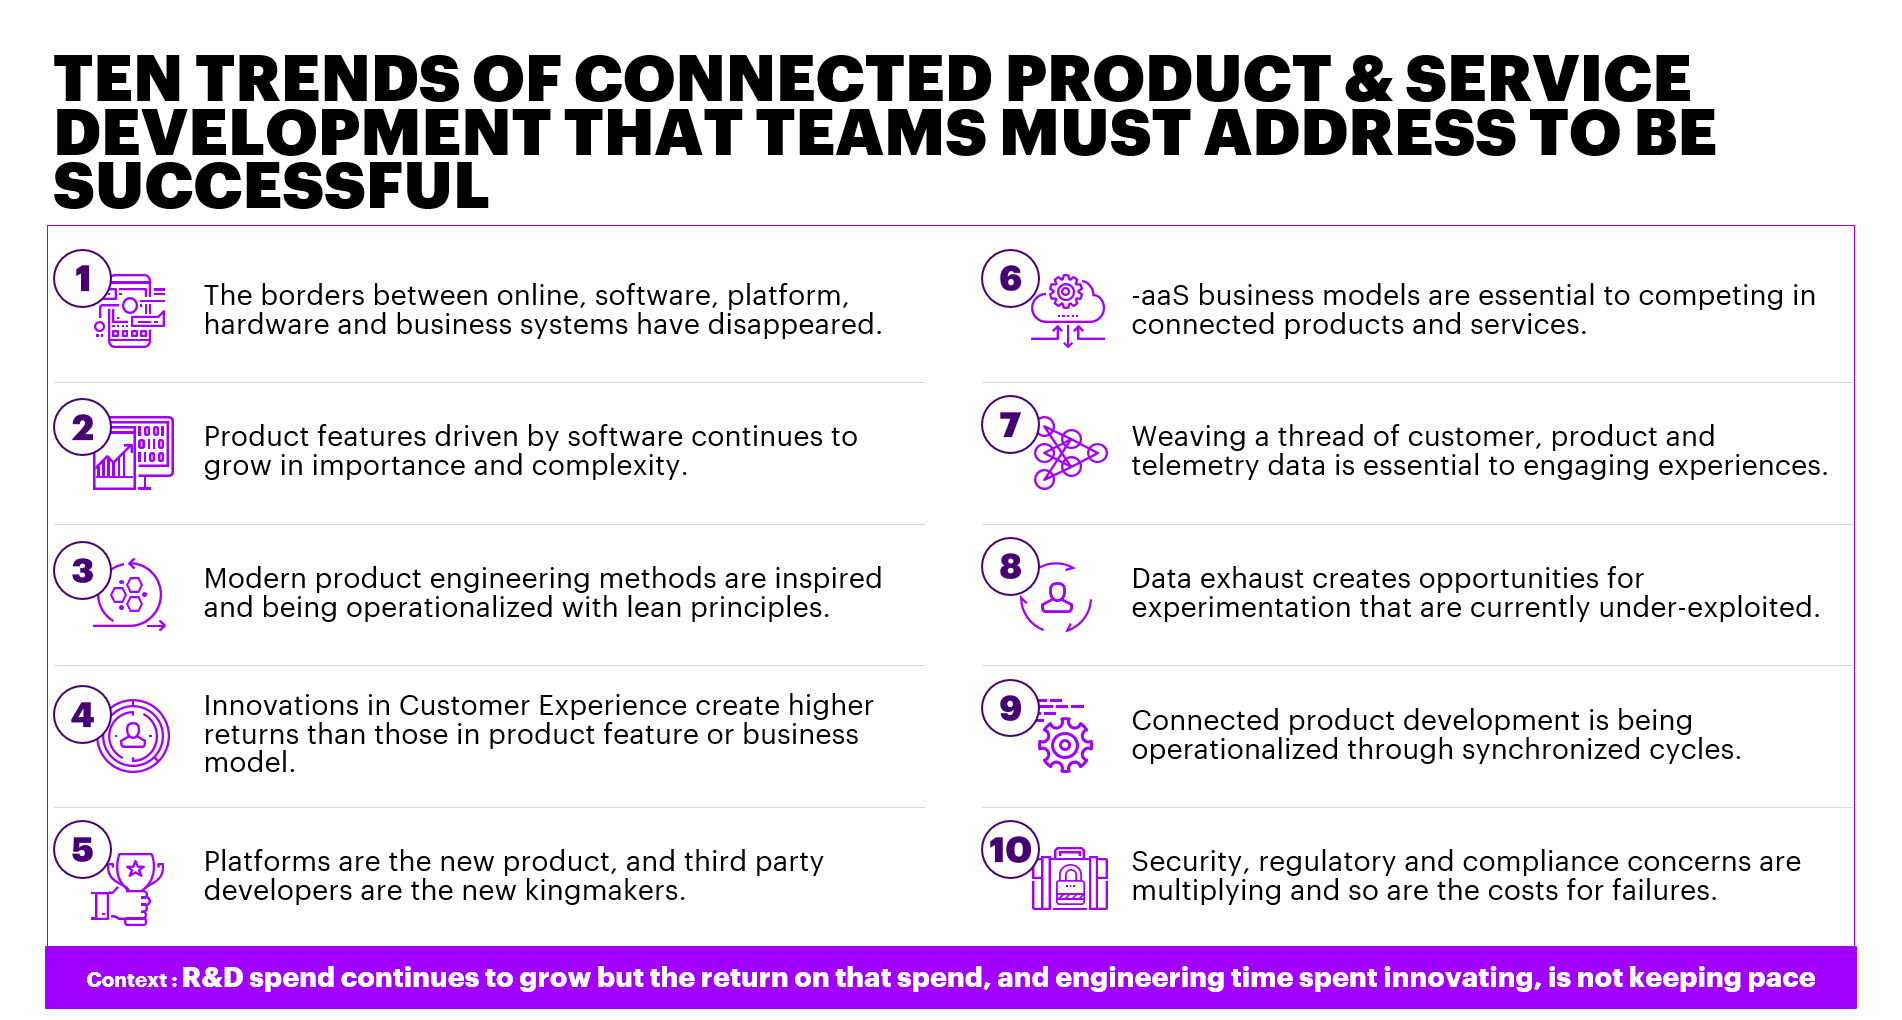 TEN TRENDS OF CONNECTED PRODUCT & SERVICE
DEVELOPMENT THAT TEAMS MUST ADDRESS TO BE
SUCCESSFUL
1
The borders between online, software, platform,
hardware and business systems have disappeared.
2
Product features driven by software continues to
grow in importance and complexity.
3
Modern product engineering methods are inspired
and being operationalized with lean principles.
4
Innovations in Customer Experience create higher
returns than those in product feature or business
model.
5
Platforms are the new product, and third party
developers are the new kingmakers.
6
-aaS business models are essential to competing in
connected products and services.
7
Weaving a thread of customer, product and
telemetry data is essential to engaging experiences.
8
Data exhaust creates opportunities for
experimentation that are currently under-exploited.
9
Connected product development is being
operationalized through synchronized cycles.
10
Security, regulatory and compliance concerns are
multiplying and so are the costs for failures.
Context : R&D spend continues to grow but the return on that spend, and engineering time spent innovating, is not keeping pace